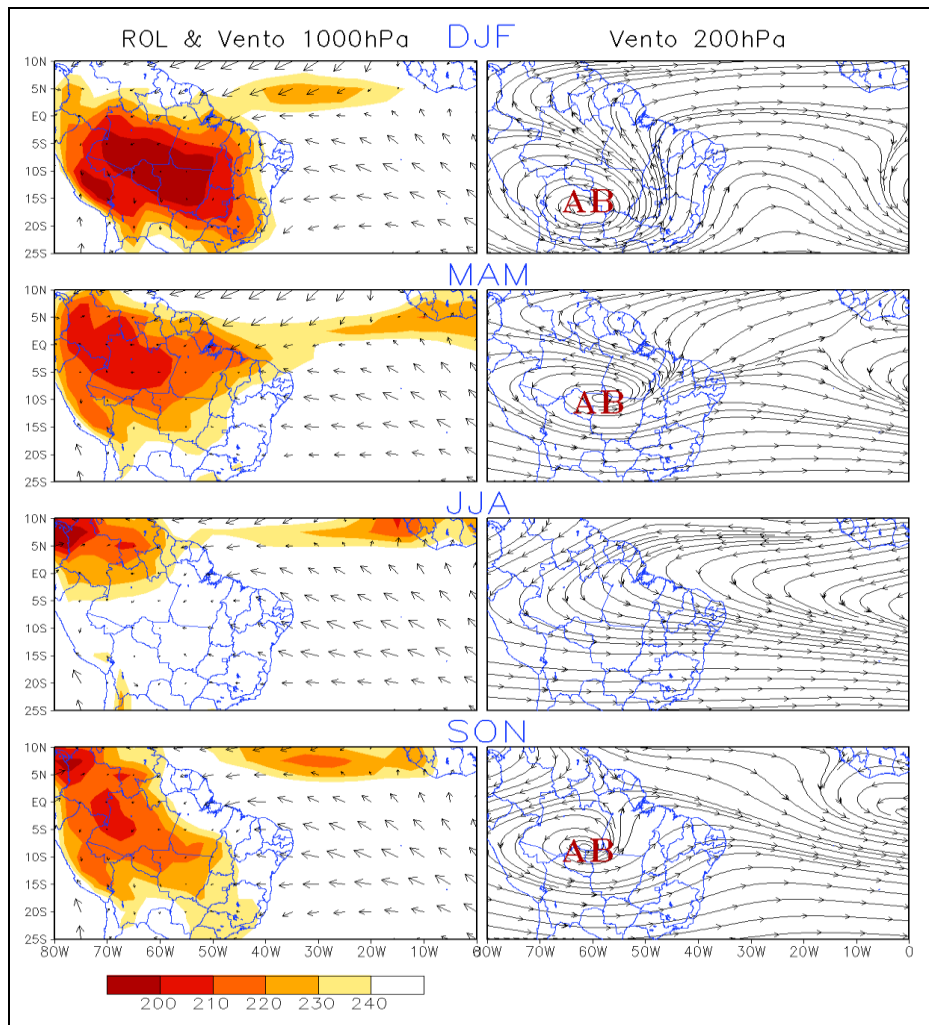 ROL & Vento 1000hPa DJF Vento 200hPa
10N
5N
EQ
5S
10S
15S
20S
25S
AB
MAM
10N
5N
EQ
5S
10S
15S
20S
25S
AB
JJA
10N
5N
EQ
5S
10S
15S
20S
25S
SON
10N
5N
EQ
5S
10S
15S
20S
25S
AB
80W 70W 60W 50W 40W 30W 20W 10W 0 80W 70W 60W 50W 40W 30W 20W 10W 0
200 210 220 230 240